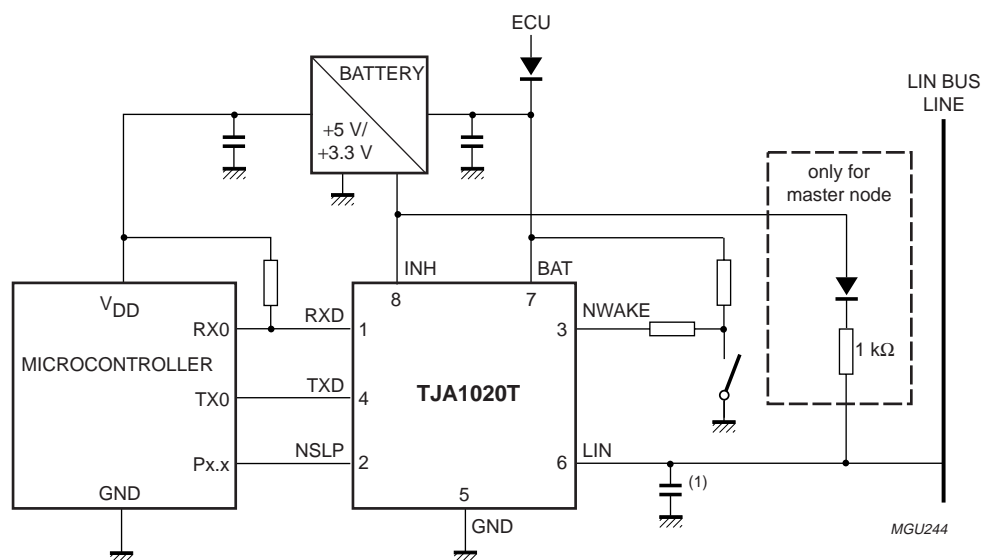 ECU
BATTERY
+5 V/
+3.3 V
LIN BUS
LINE
only for
master node
INH
BAT
8
7
VDD
RX0
RXD
1
3
NWAKE
1 kΩ
MICROCONTROLLER
TJA1020T
TX0
TXD
4
Px.x
NSLP
2
6
LIN
(1)
GND
5
GND
MGU244